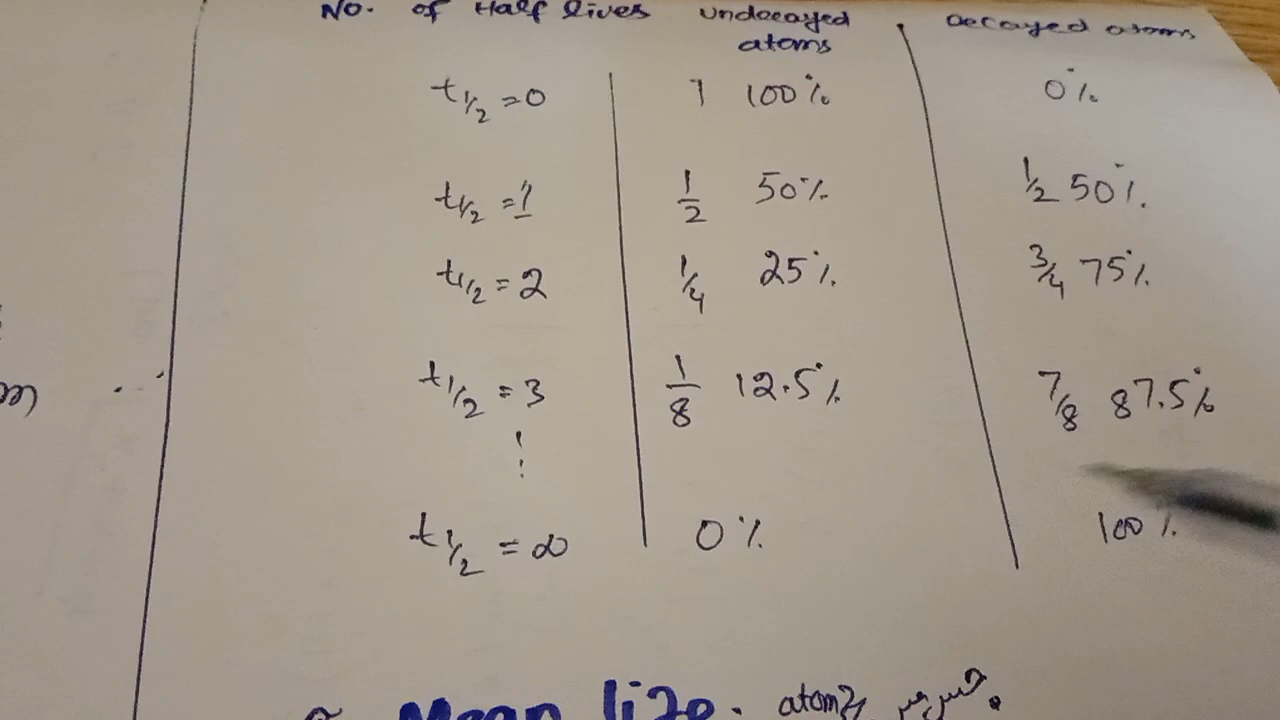 No. of Half lives undecayed atoms Decayed atoms
t1/2 = 0 1 100% 0%
t1/2 = 1 1/2 50% 1/2 50%
t1/2 = 2 1/4 25% 3/4 75%
t1/2 = 3 1/8 12.5% 7/8 87.5%
t1/2 = ∞ 0% 100%
Mean life.